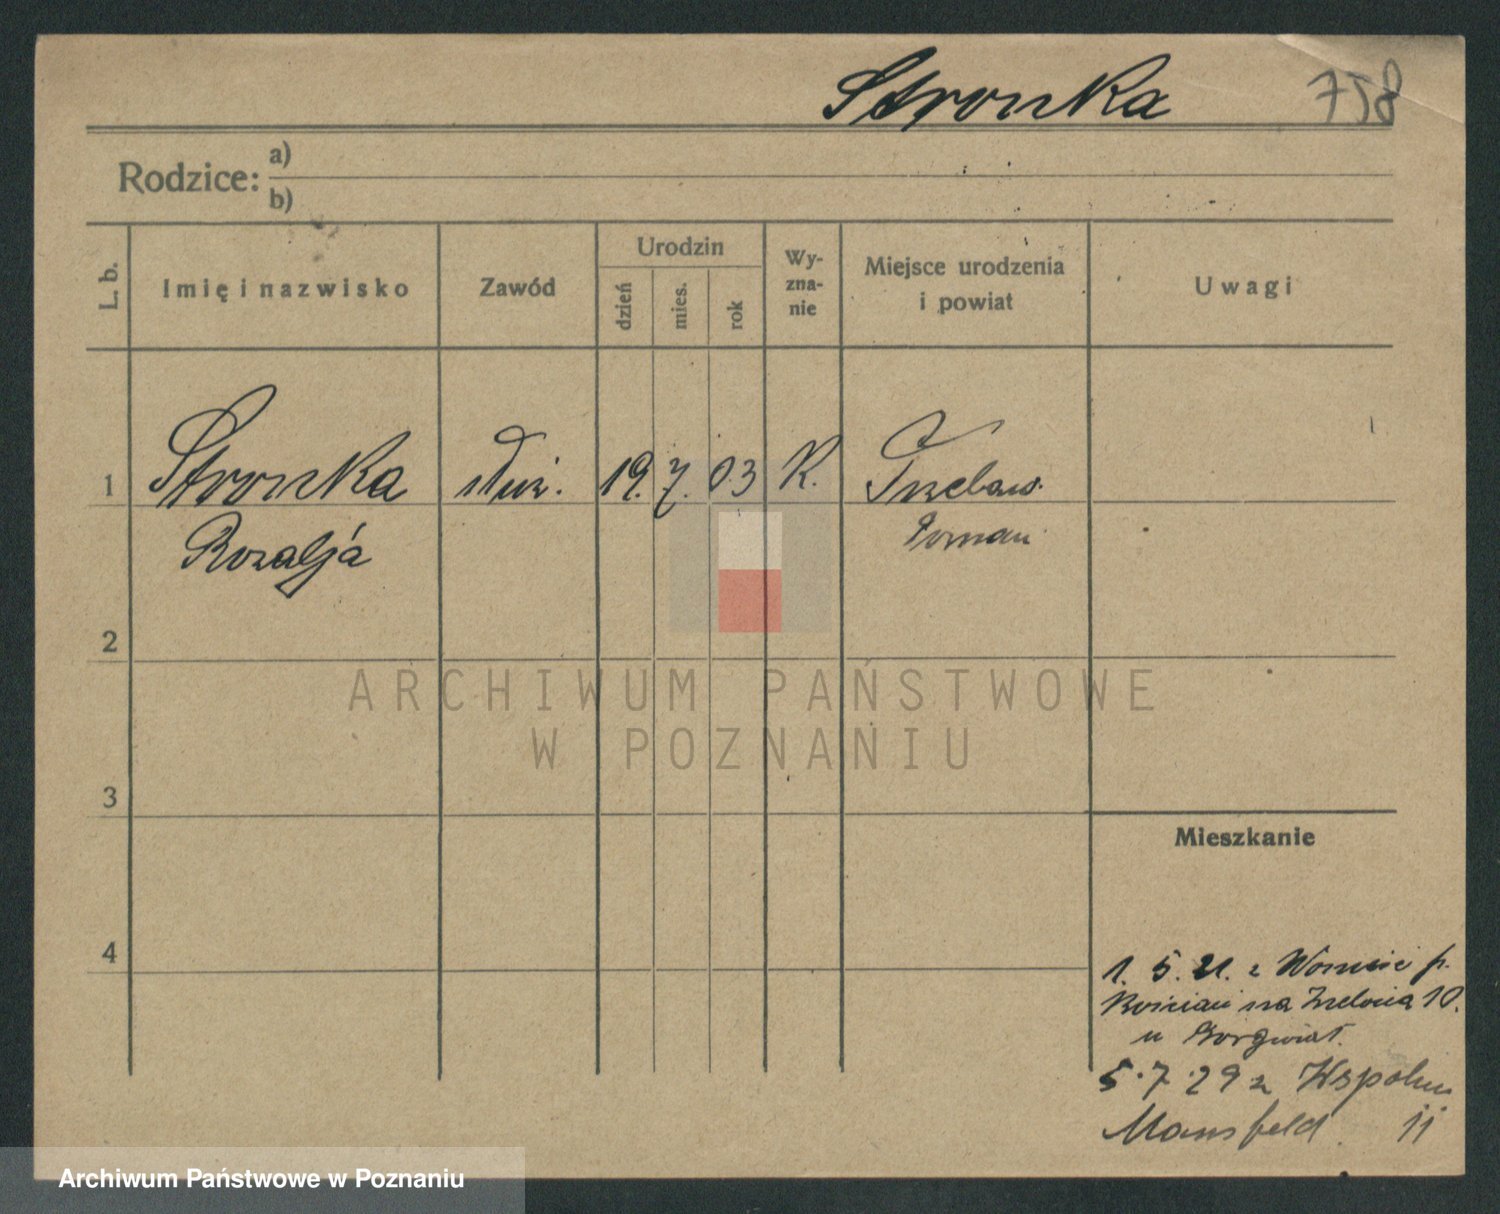 Stronka 758
Rodzice: a)
b)
L. b. Imię i nazwisko Zawód Urodzin dzień mies. rok Wy-
zna-
nie Miejsce urodzenia
i powiat Uwagi
1 Stronka służ. 19. 7. 03 K.
Rozalja Poznań
2
ARCHIWUM PAŃSTWOWE
W POZNANIU
3
Mieszkanie
4
1. 5. 21. z p.
Kościan na 10.
u
5.7.29 z
Mansfeld 11
Archiwum Państwowe w Poznaniu